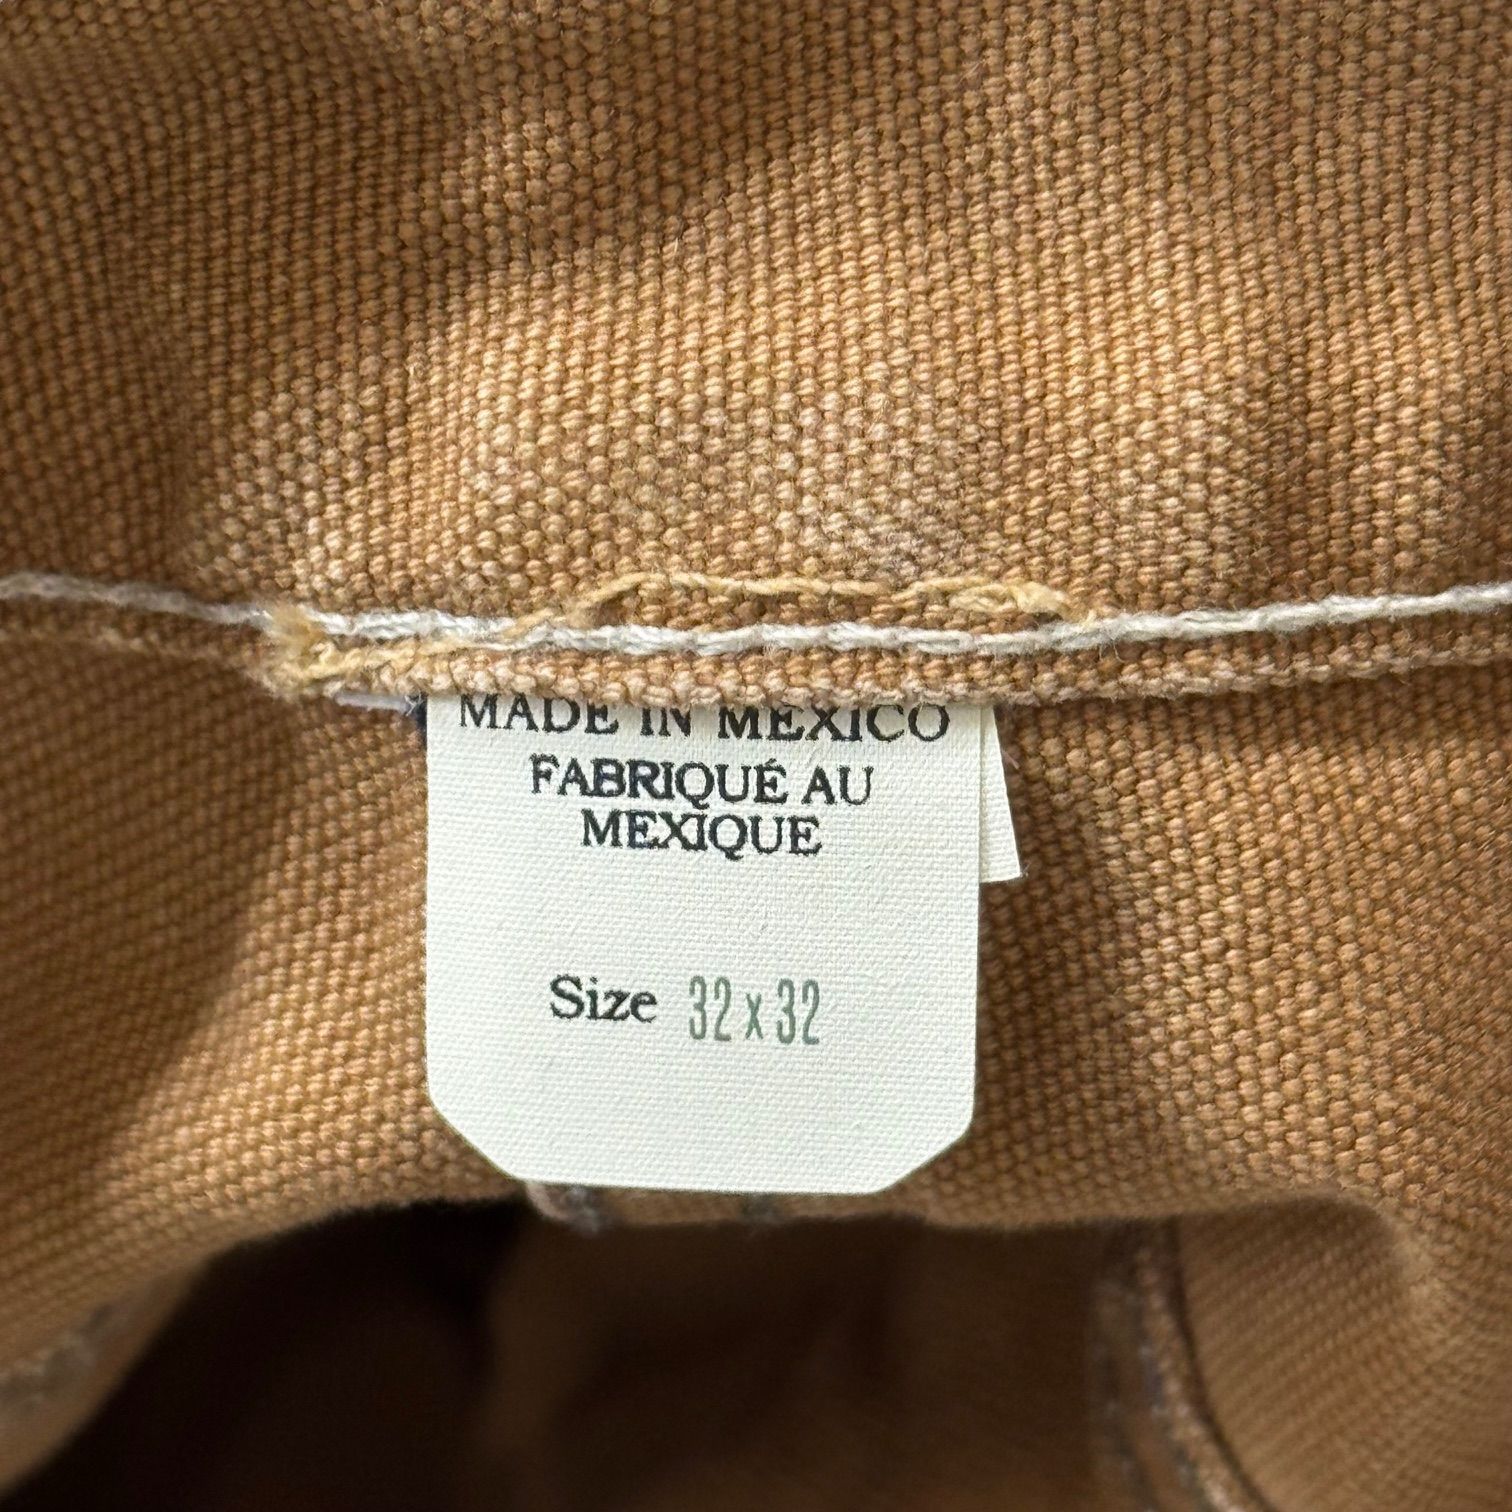 MADE IN MEXICO
FABRIQUÉ AU
MEXIQUE
Size 32 x 32